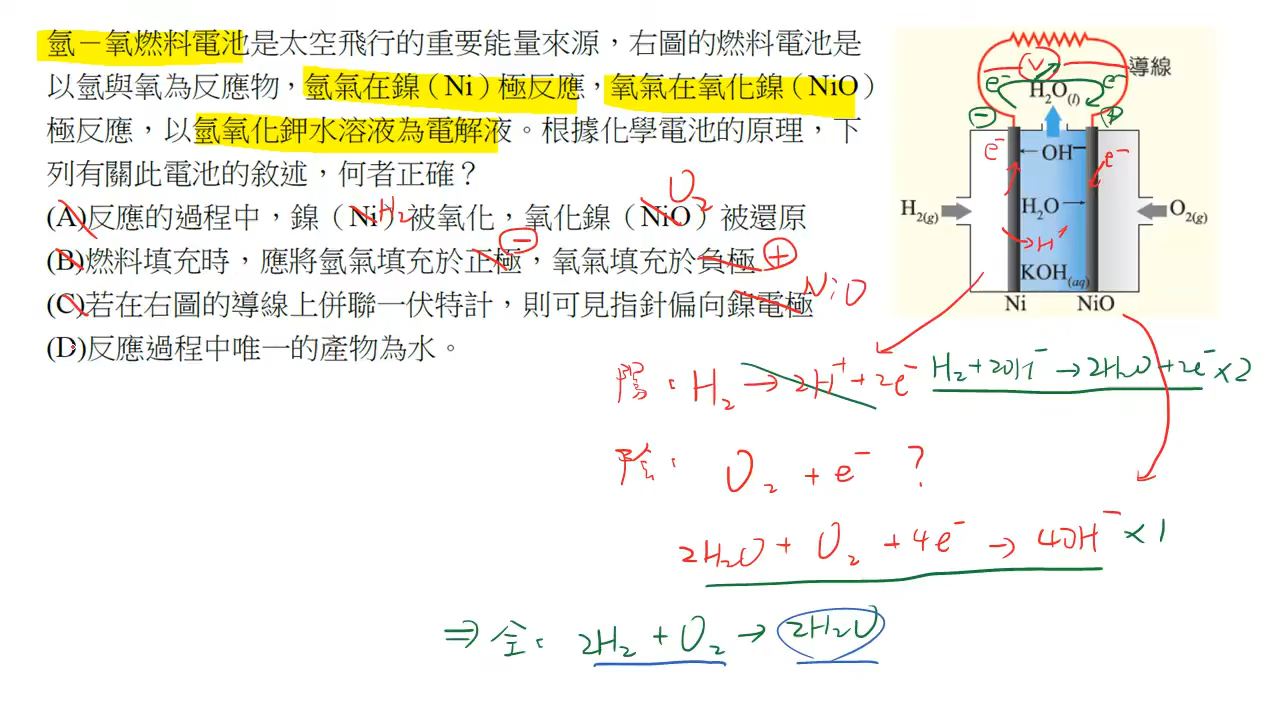 氫－氧燃料電池是太空飛行的重要能量來源，右圖的燃料電池是
以氫與氧為反應物，氫氣在鎳（Ni）極反應，氧氣在氧化鎳（NiO）
極反應，以氫氧化鉀水溶液為電解液。根據化學電池的原理，下
列有關此電池的敘述，何者正確？
O₂
(A)反應的過程中，鎳（Ni H₂ 被氧化，氧化鎳（NiO）被還原
(B)燃料填充時，應將氫氣填充於正極，氧氣填充於負極 +
−
(C)若在右圖的導線上併聯一伏特計，則可見指針偏向鎳電極
NiO
(D)反應過程中唯一的產物為水。
V
導線
e⁻ e⁻
H₂O(l)
− +
e⁻ OH⁻ e⁻
H₂(g) H₂O O₂(g)
H⁺
KOH(aq)
Ni NiO
陽： H₂ → 2H⁺ + 2e⁻ H₂ + 2OH⁻ → 2H₂O + 2e⁻ ×2
陰： O₂ + e⁻ ?
2H₂O + O₂ + 4e⁻ → 4OH⁻ ×1
⇒ 全： 2H₂ + O₂ → 2H₂O